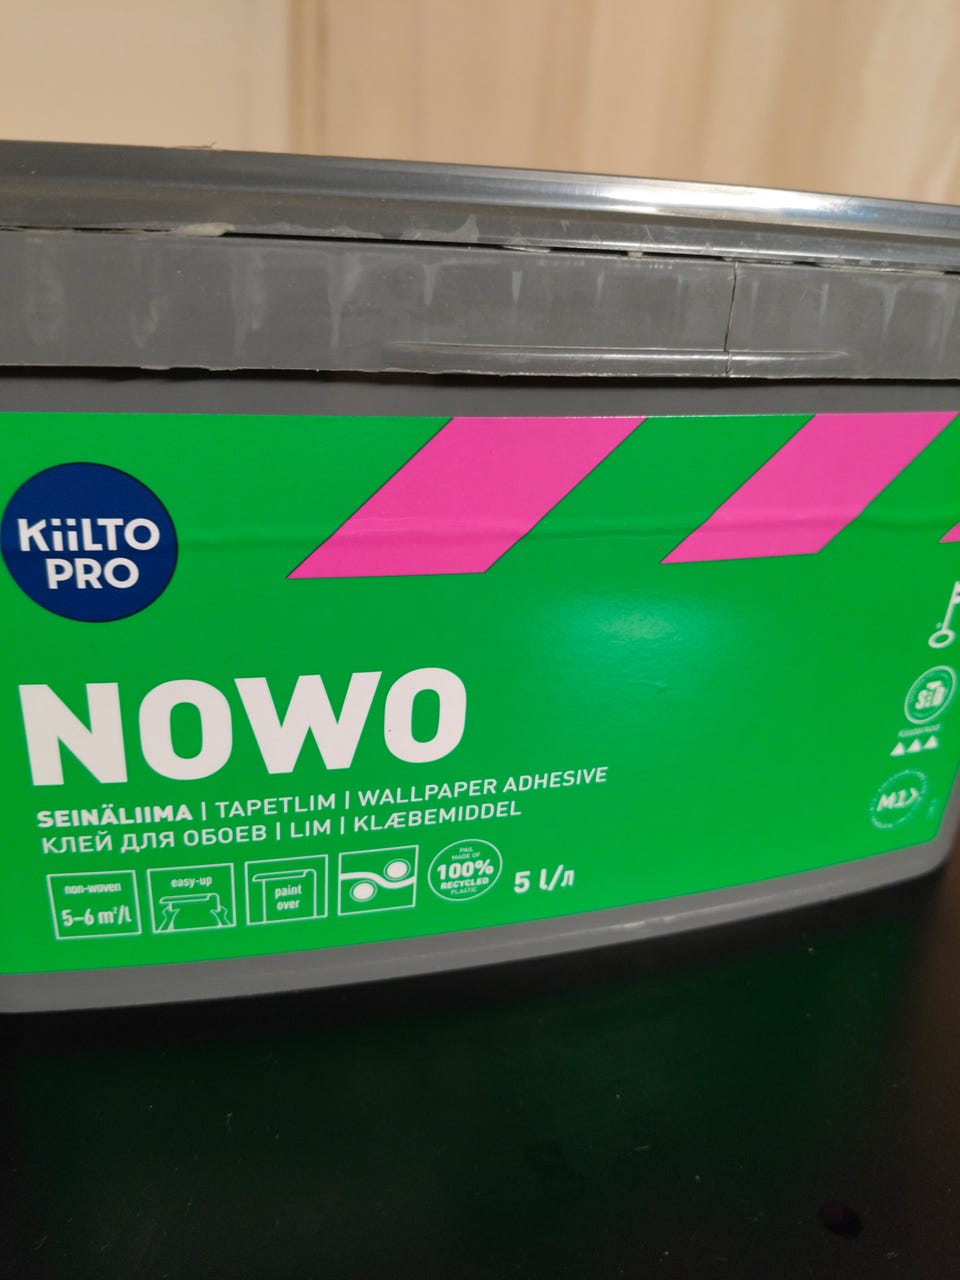 KiiLTO
PRO
NOWO
SEINÄLIIMA | TAPETLIM | WALLPAPER ADHESIVE
КЛЕЙ ДЛЯ ОБОЕВ | LIM | KLÆBEMIDDEL
non-woven
5–6 m²/l
easy-up
paint
over
PAIL
MADE OF
100%
RECYCLED
PLASTIC
5 l/л
M1